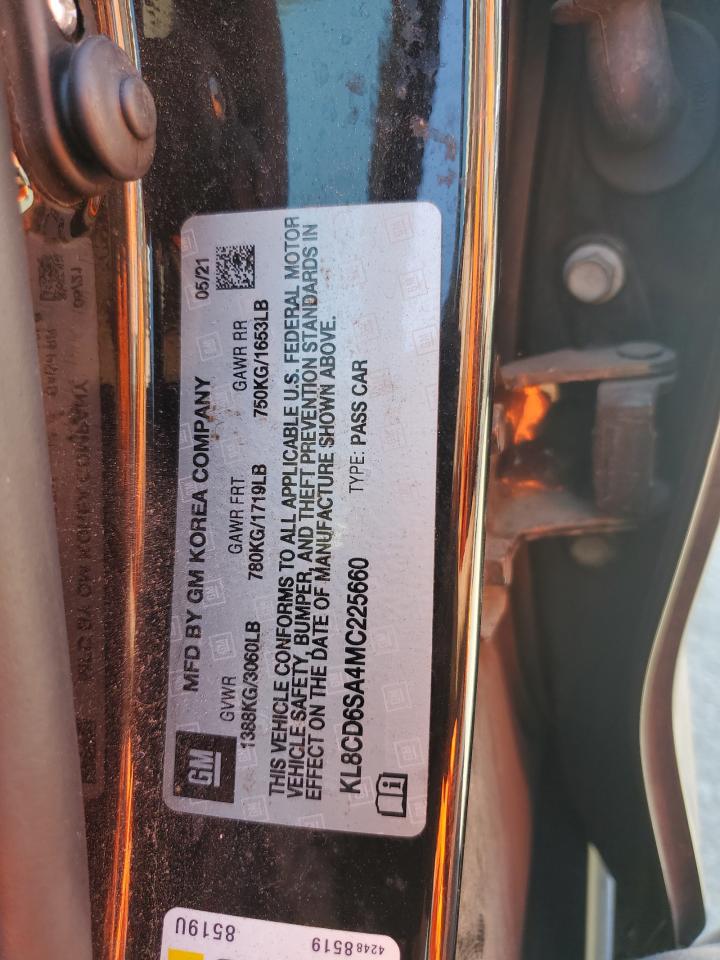 MFD BY GM KOREA COMPANY 05/21
GM
GVWR GAWR FRT GAWR RR
1388KG/3060LB 780KG/1719LB 750KG/1653LB
THIS VEHICLE CONFORMS TO ALL APPLICABLE U.S. FEDERAL MOTOR
VEHICLE SAFETY, BUMPER, AND THEFT PREVENTION STANDARDS IN
EFFECT ON THE DATE OF MANUFACTURE SHOWN ABOVE.
KL8CD6SA4MC225660 TYPE: PASS CAR
8519U
42488519